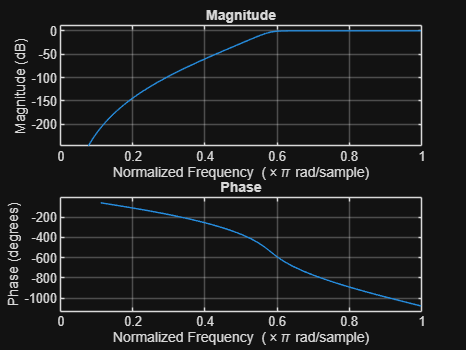 Magnitude
0
-50
-100
-150
-200
Magnitude (dB)
0 0.2 0.4 0.6 0.8 1
Normalized Frequency (×π rad/sample)
Phase
-200
-400
-600
-800
-1000
Phase (degrees)
0 0.2 0.4 0.6 0.8 1
Normalized Frequency (×π rad/sample)